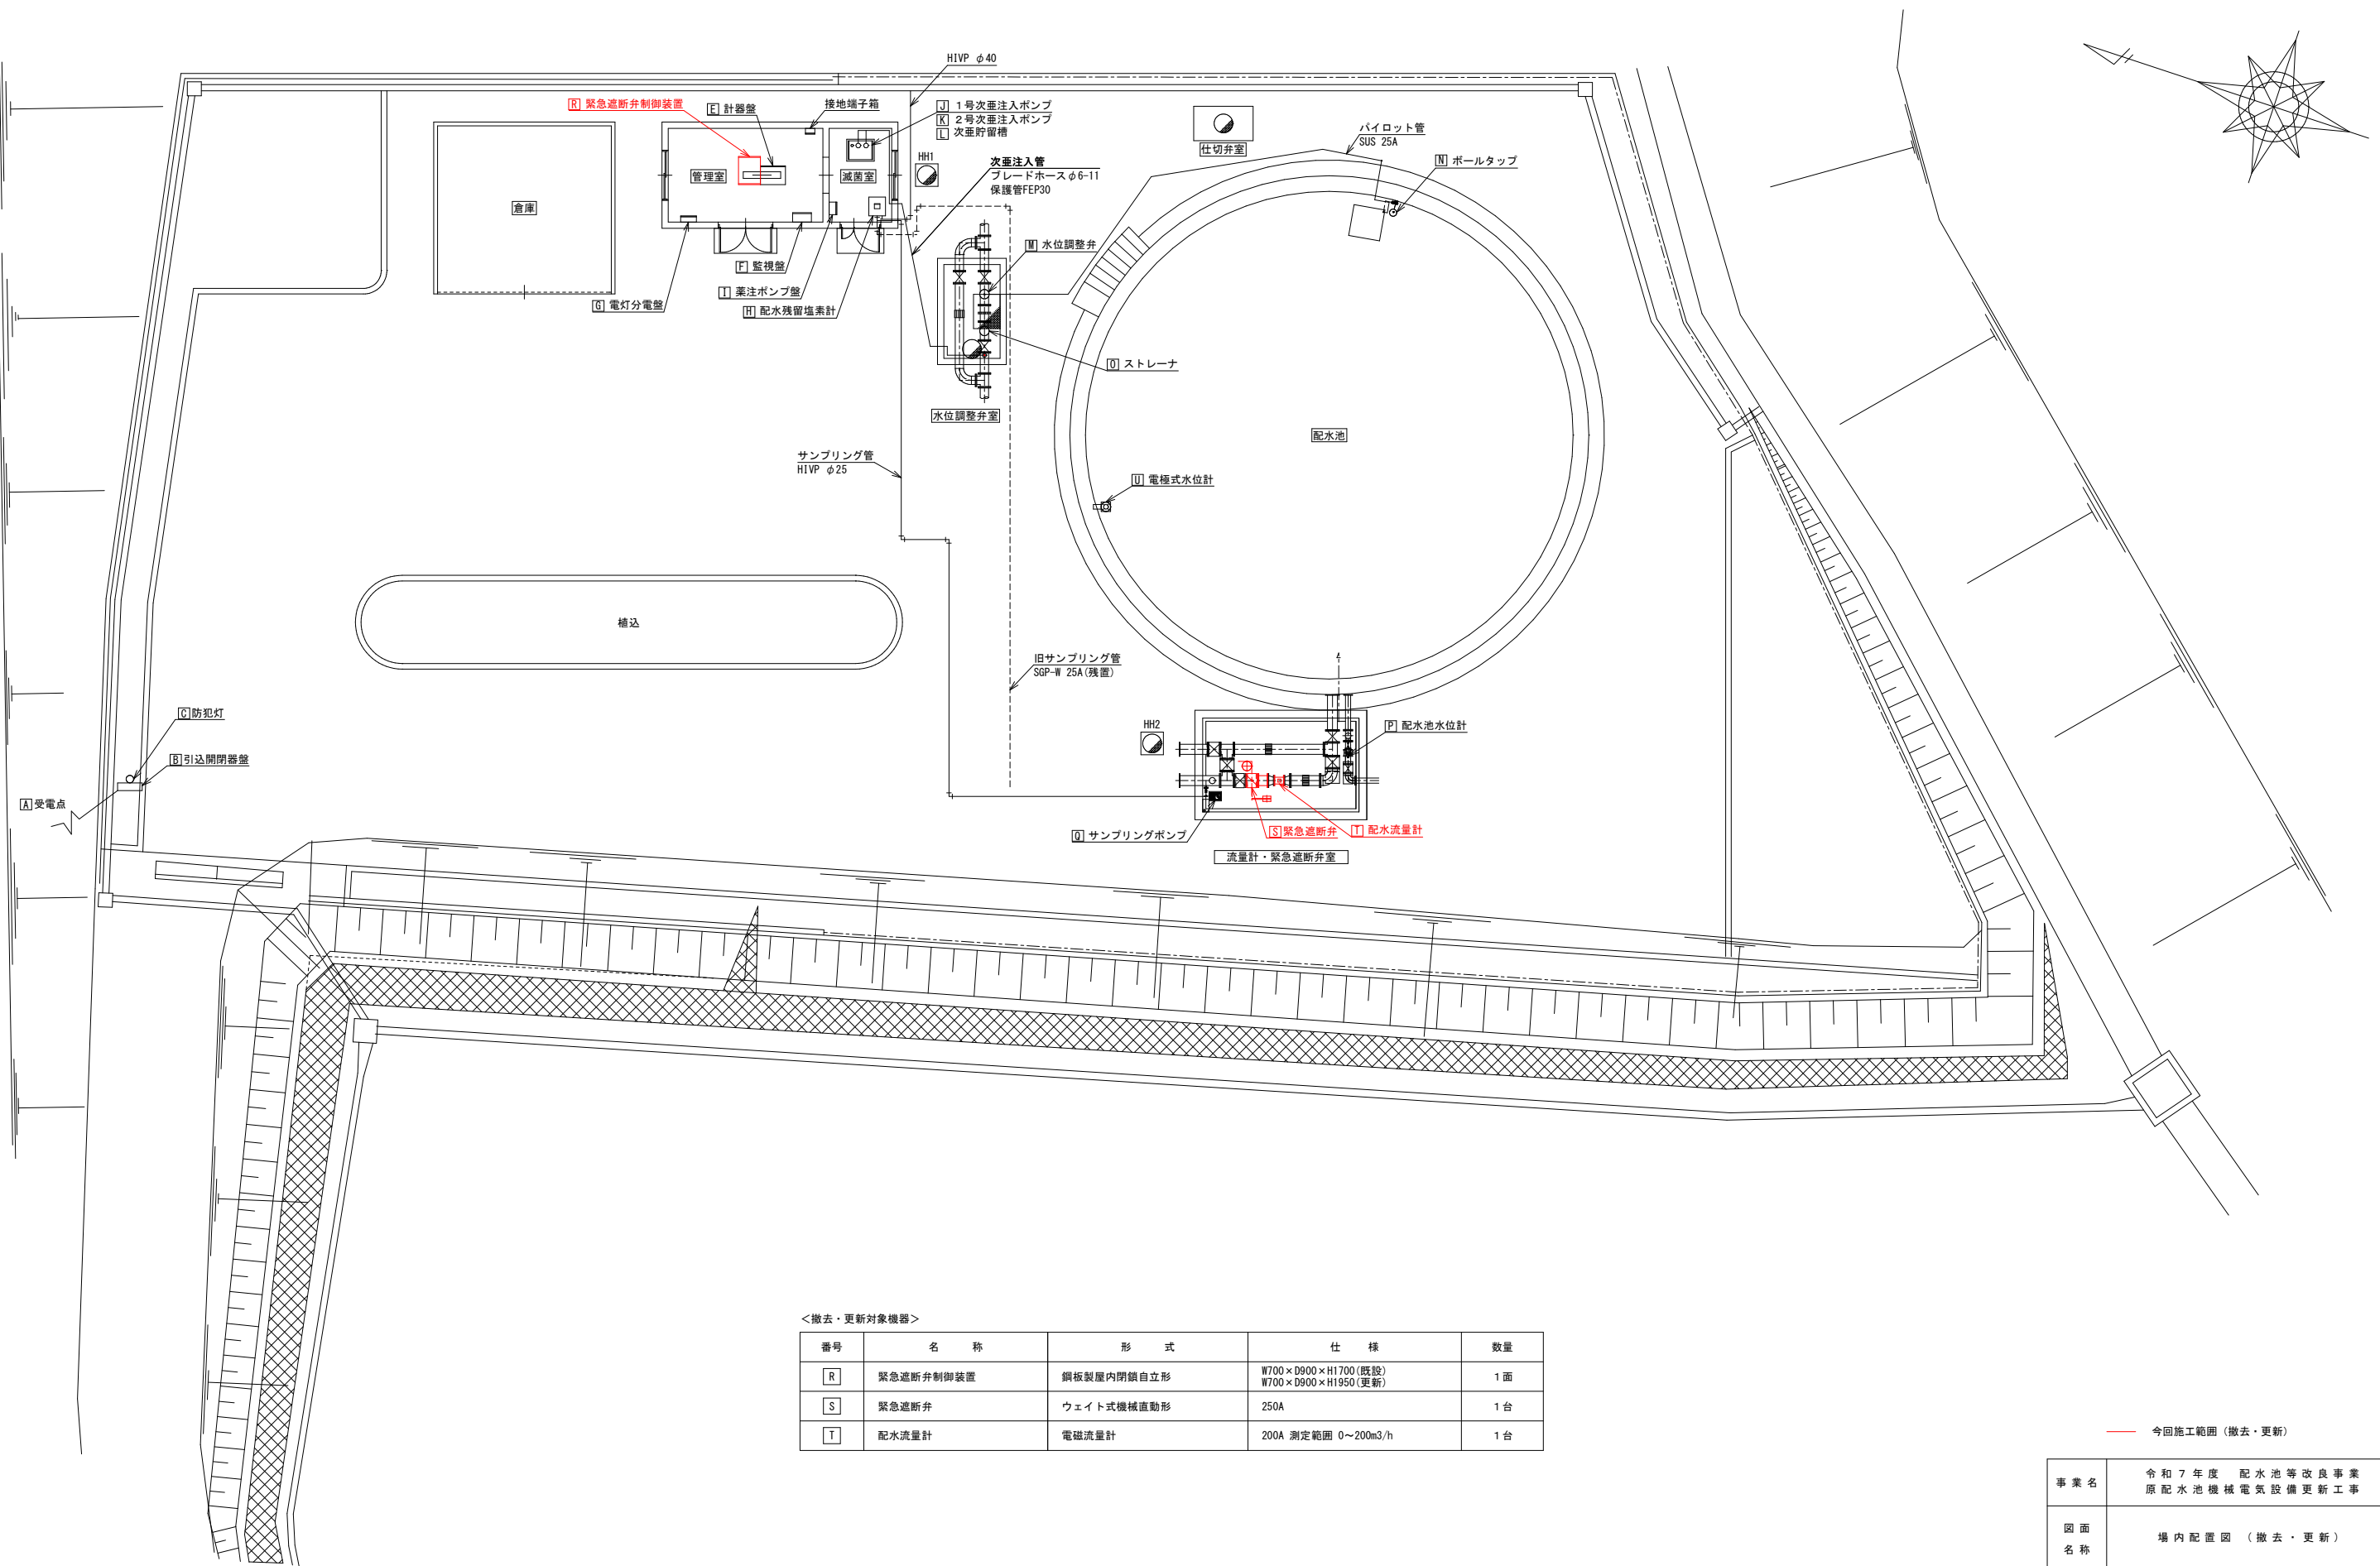 HIVP φ40
R 緊急遮断弁制御装置
E 計器盤
接地端子箱
J 1号次亜注入ポンプ
K 2号次亜注入ポンプ
L 次亜貯留槽
仕切弁室
パイロット管
SUS 25A
N ボールタップ
HH1
次亜注入管
ブレードホースφ6-11
保護管FEP30
管理室
滅菌室
倉庫
M 水位調整弁
F 監視盤
I 薬注ポンプ盤
G 電灯分電盤
H 配水残留塩素計
O ストレーナ
水位調整弁室
配水池
サンプリング管
HIVP φ25
U 電極式水位計
植込
旧サンプリング管
SGP-W 25A(残置)
C 防犯灯
HH2
P 配水池水位計
B 引込開閉器盤
A 受電点
Q サンプリングポンプ
S 緊急遮断弁
T 配水流量計
流量計・緊急遮断弁室
＜撤去・更新対象機器＞
番号 名 称 形 式 仕 様 数量
R 緊急遮断弁制御装置 鋼板製屋内閉鎖自立形 W700×D900×H1700(既設) 1面
W700×D900×H1950(更新)
S 緊急遮断弁 ウェイト式機械直動形 250A 1台
T 配水流量計 電磁流量計 200A 測定範囲 0～200m3/h 1台
今回施工範囲（撤去・更新）
事業名 令和7年度 配水池等改良事業
原配水池機械電気設備更新工事
図面
名称 場内配置図 （撤去・更新）